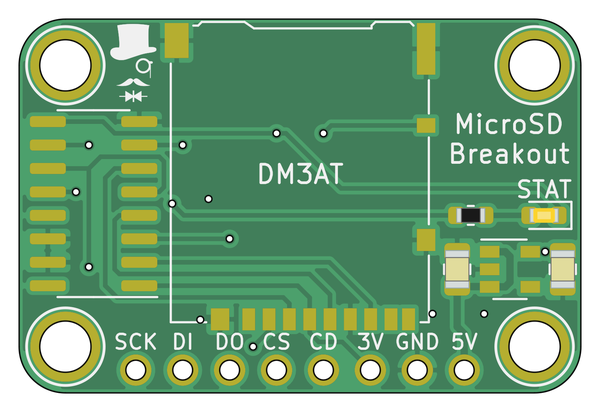 MicroSD
Breakout
DM3AT
STAT
SCK DI DO CS CD 3V GND 5V